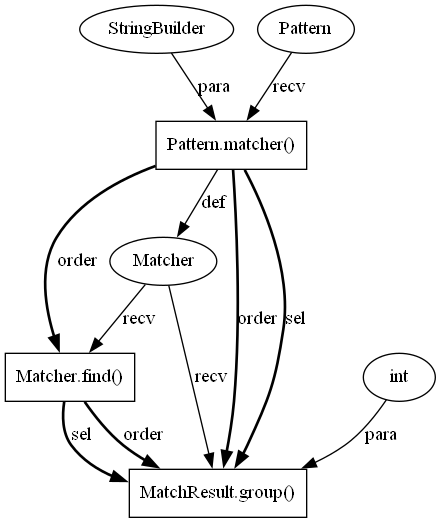 StringBuilder
Pattern
para
recv
Pattern.matcher()
def
order
Matcher
order
sel
recv
recv
Matcher.find()
int
sel
order
para
MatchResult.group()